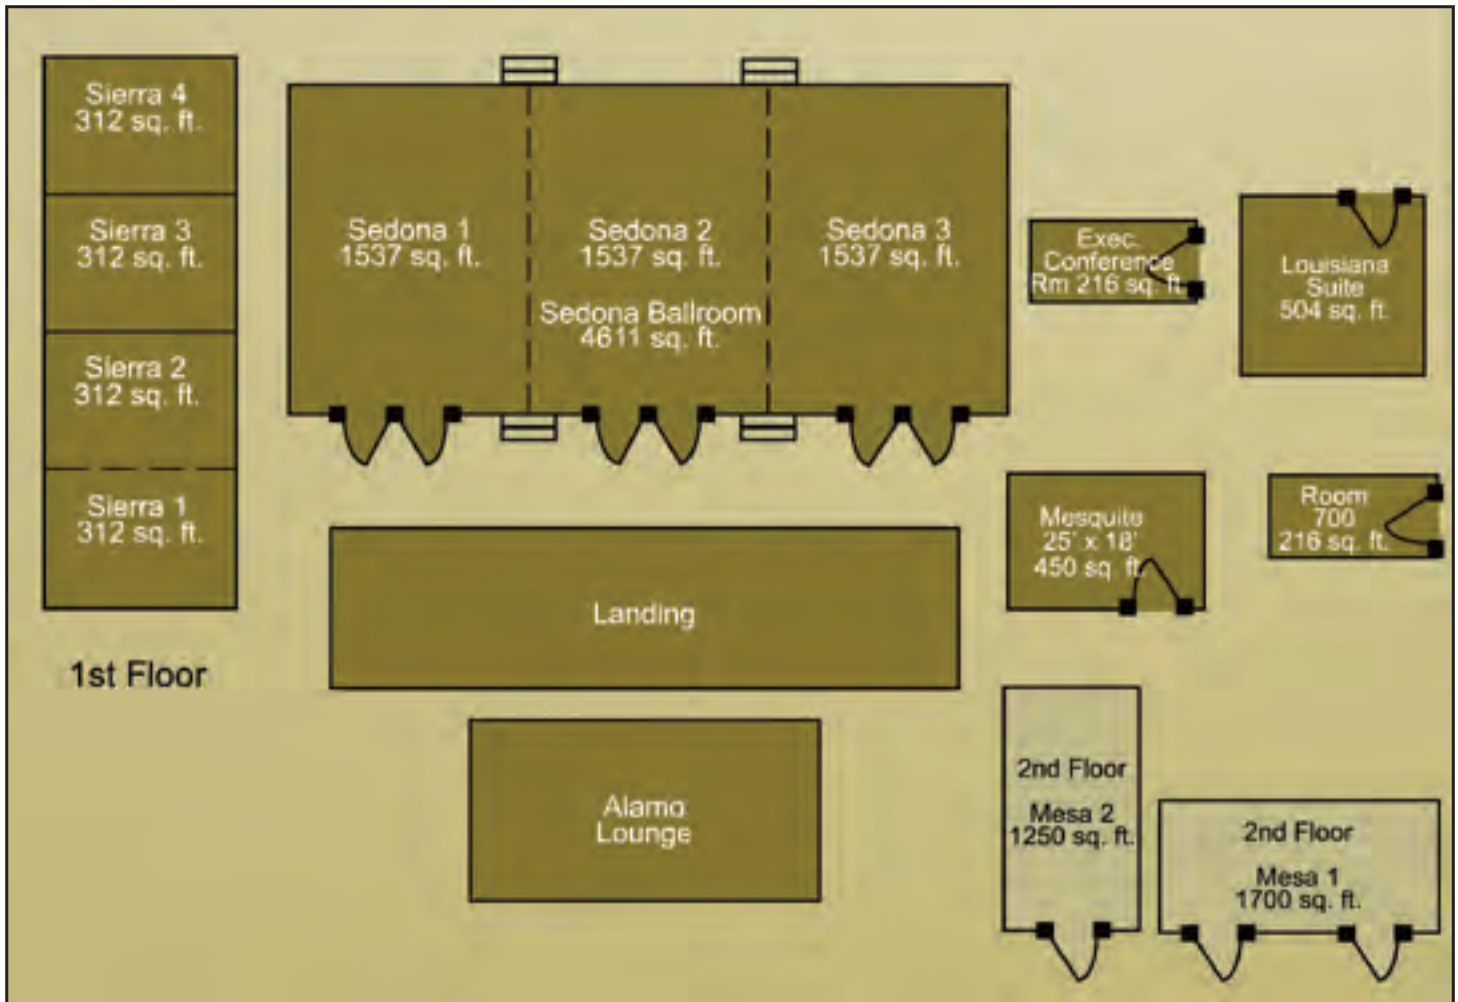 Sierra 4
312 sq. ft.
Sierra 3
312 sq. ft.
Sierra 2
312 sq. ft.
Sierra 1
312 sq. ft.
1st Floor
Sedona 1
1537 sq. ft.
Sedona 2
1537 sq. ft.
Sedona 3
1537 sq. ft.
Sedona Ballroom
4611 sq. ft.
Exec.
Conference
Rm 216 sq. ft.
Louisiana
Suite
504 sq. ft.
Mesquite
25' x 18'
450 sq. ft.
Room
700
216 sq. ft.
Landing
Alamo
Lounge
2nd Floor
Mesa 2
1250 sq. ft.
2nd Floor
Mesa 1
1700 sq. ft.